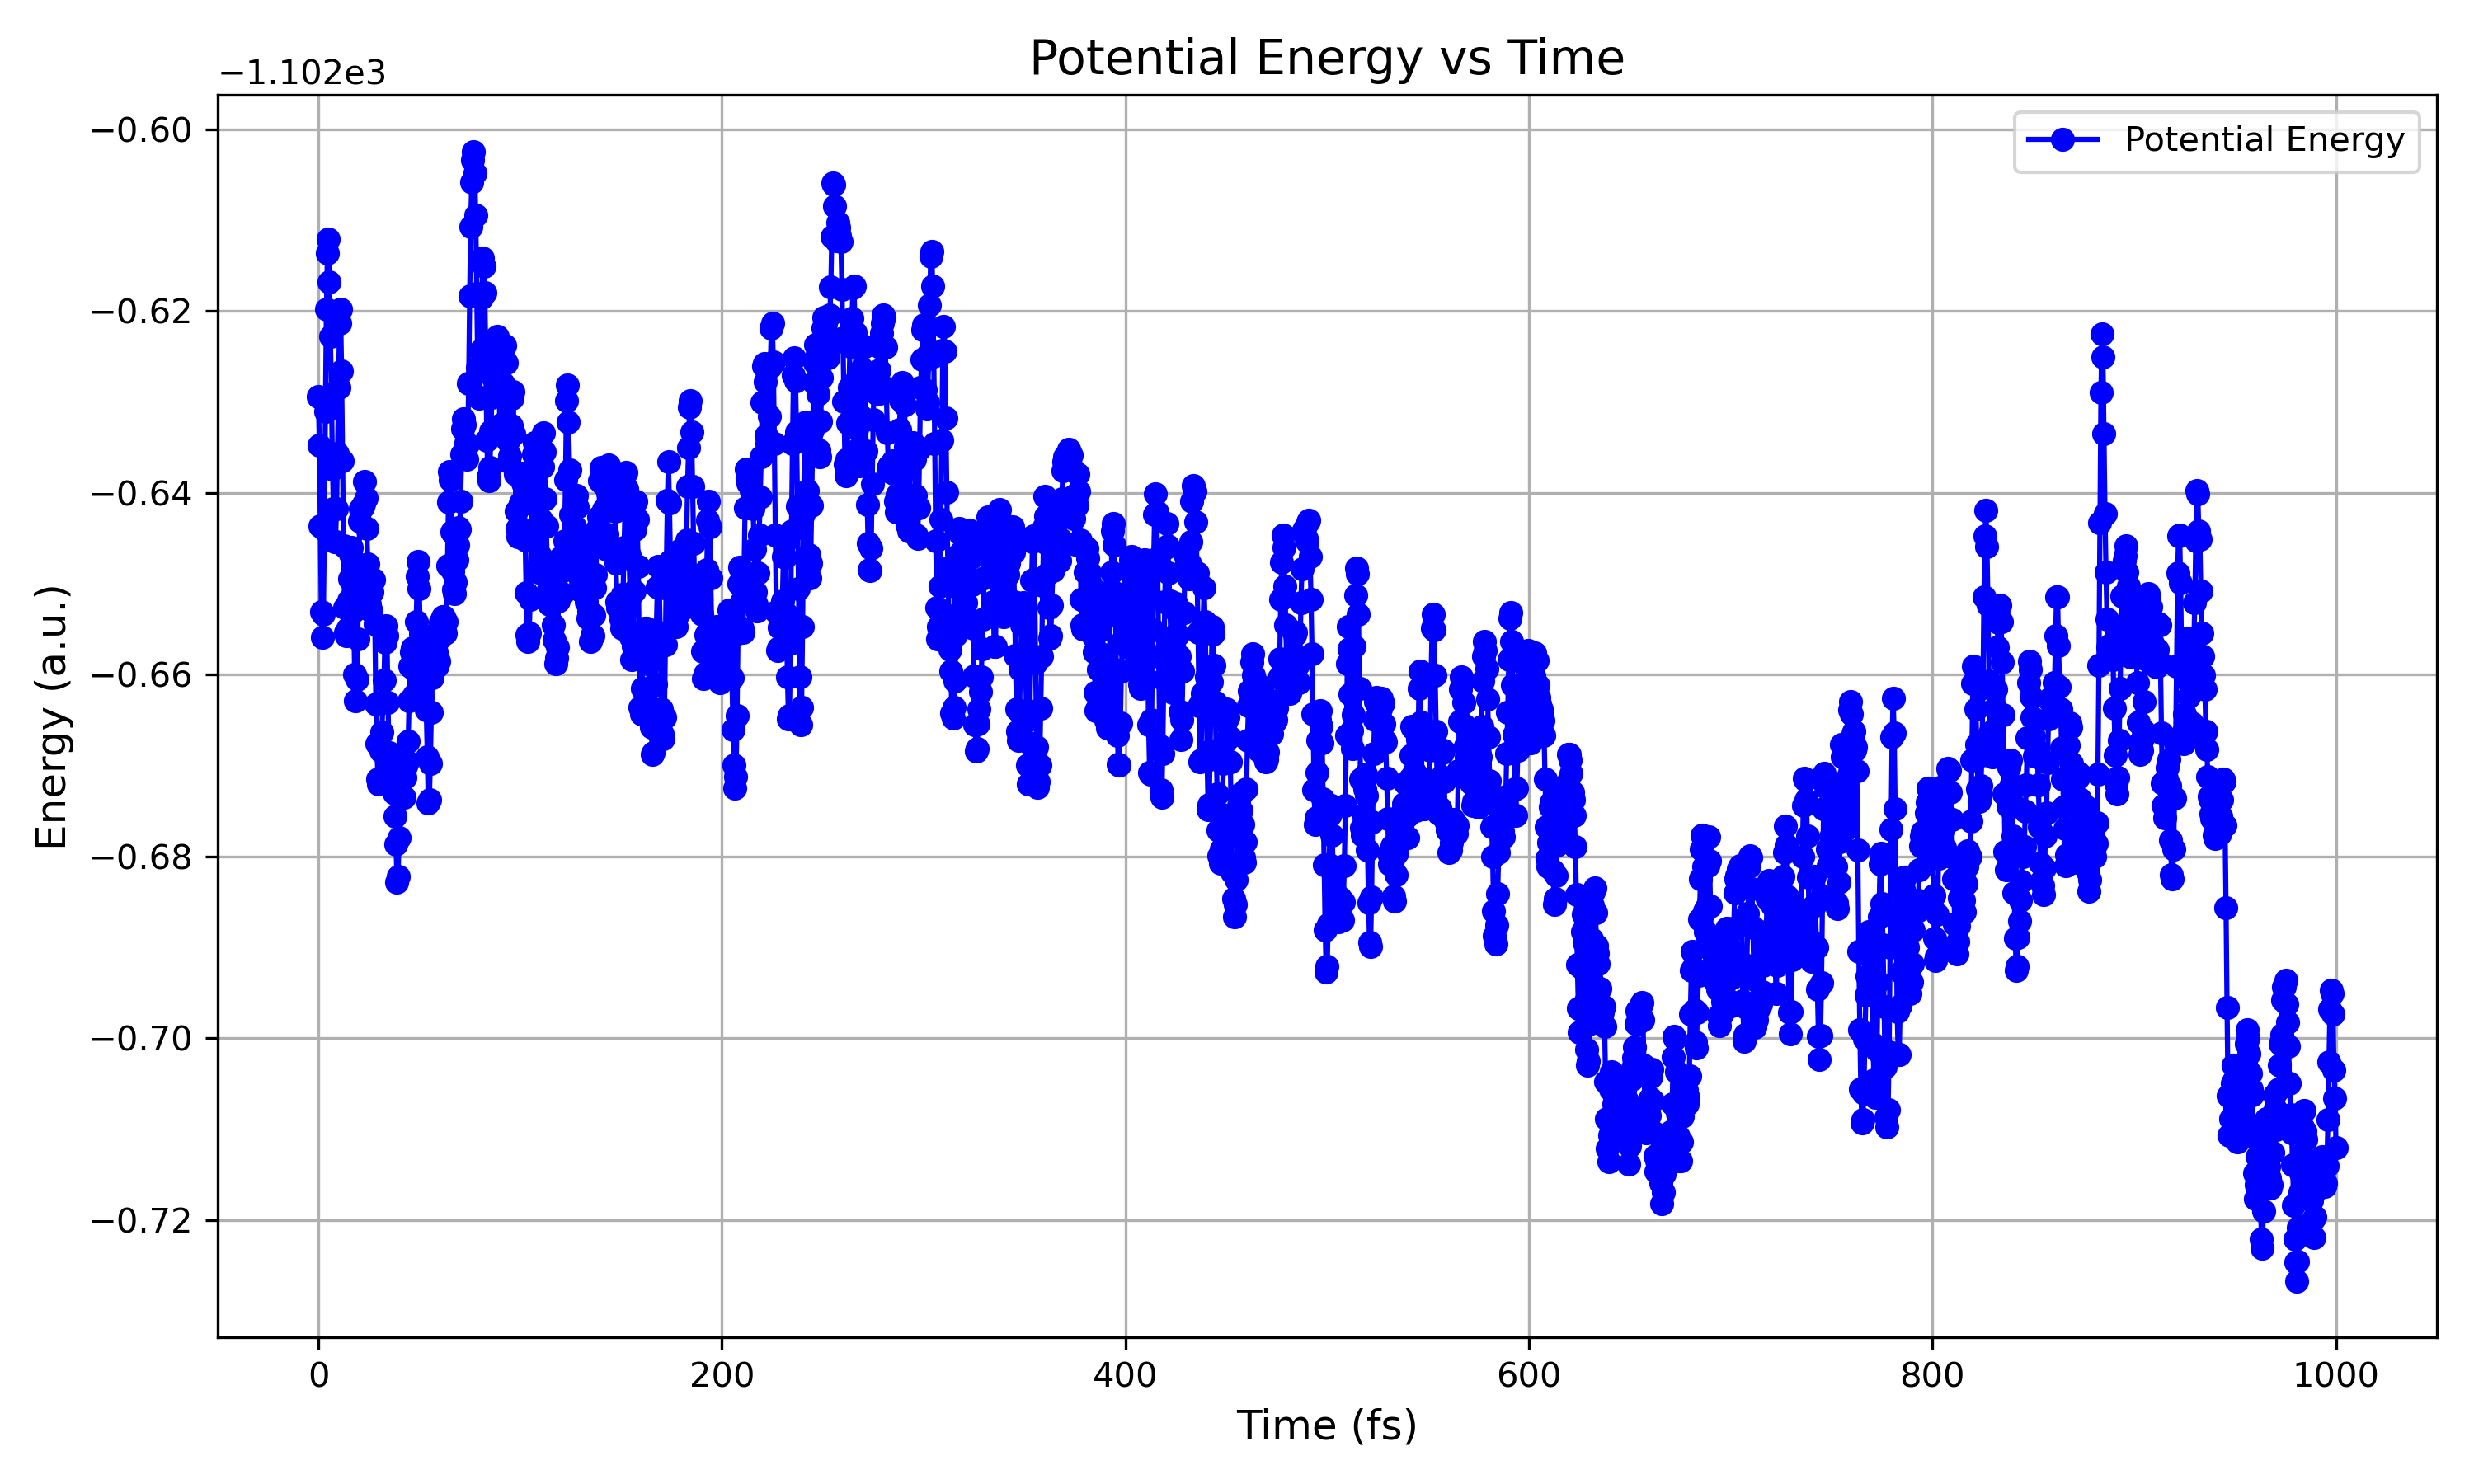 Potential Energy vs Time
−1.102e3
Potential Energy
−0.60
−0.62
−0.64
−0.66
−0.68
−0.70
−0.72
Energy (a.u.)
0 200 400 600 800 1000
Time (fs)